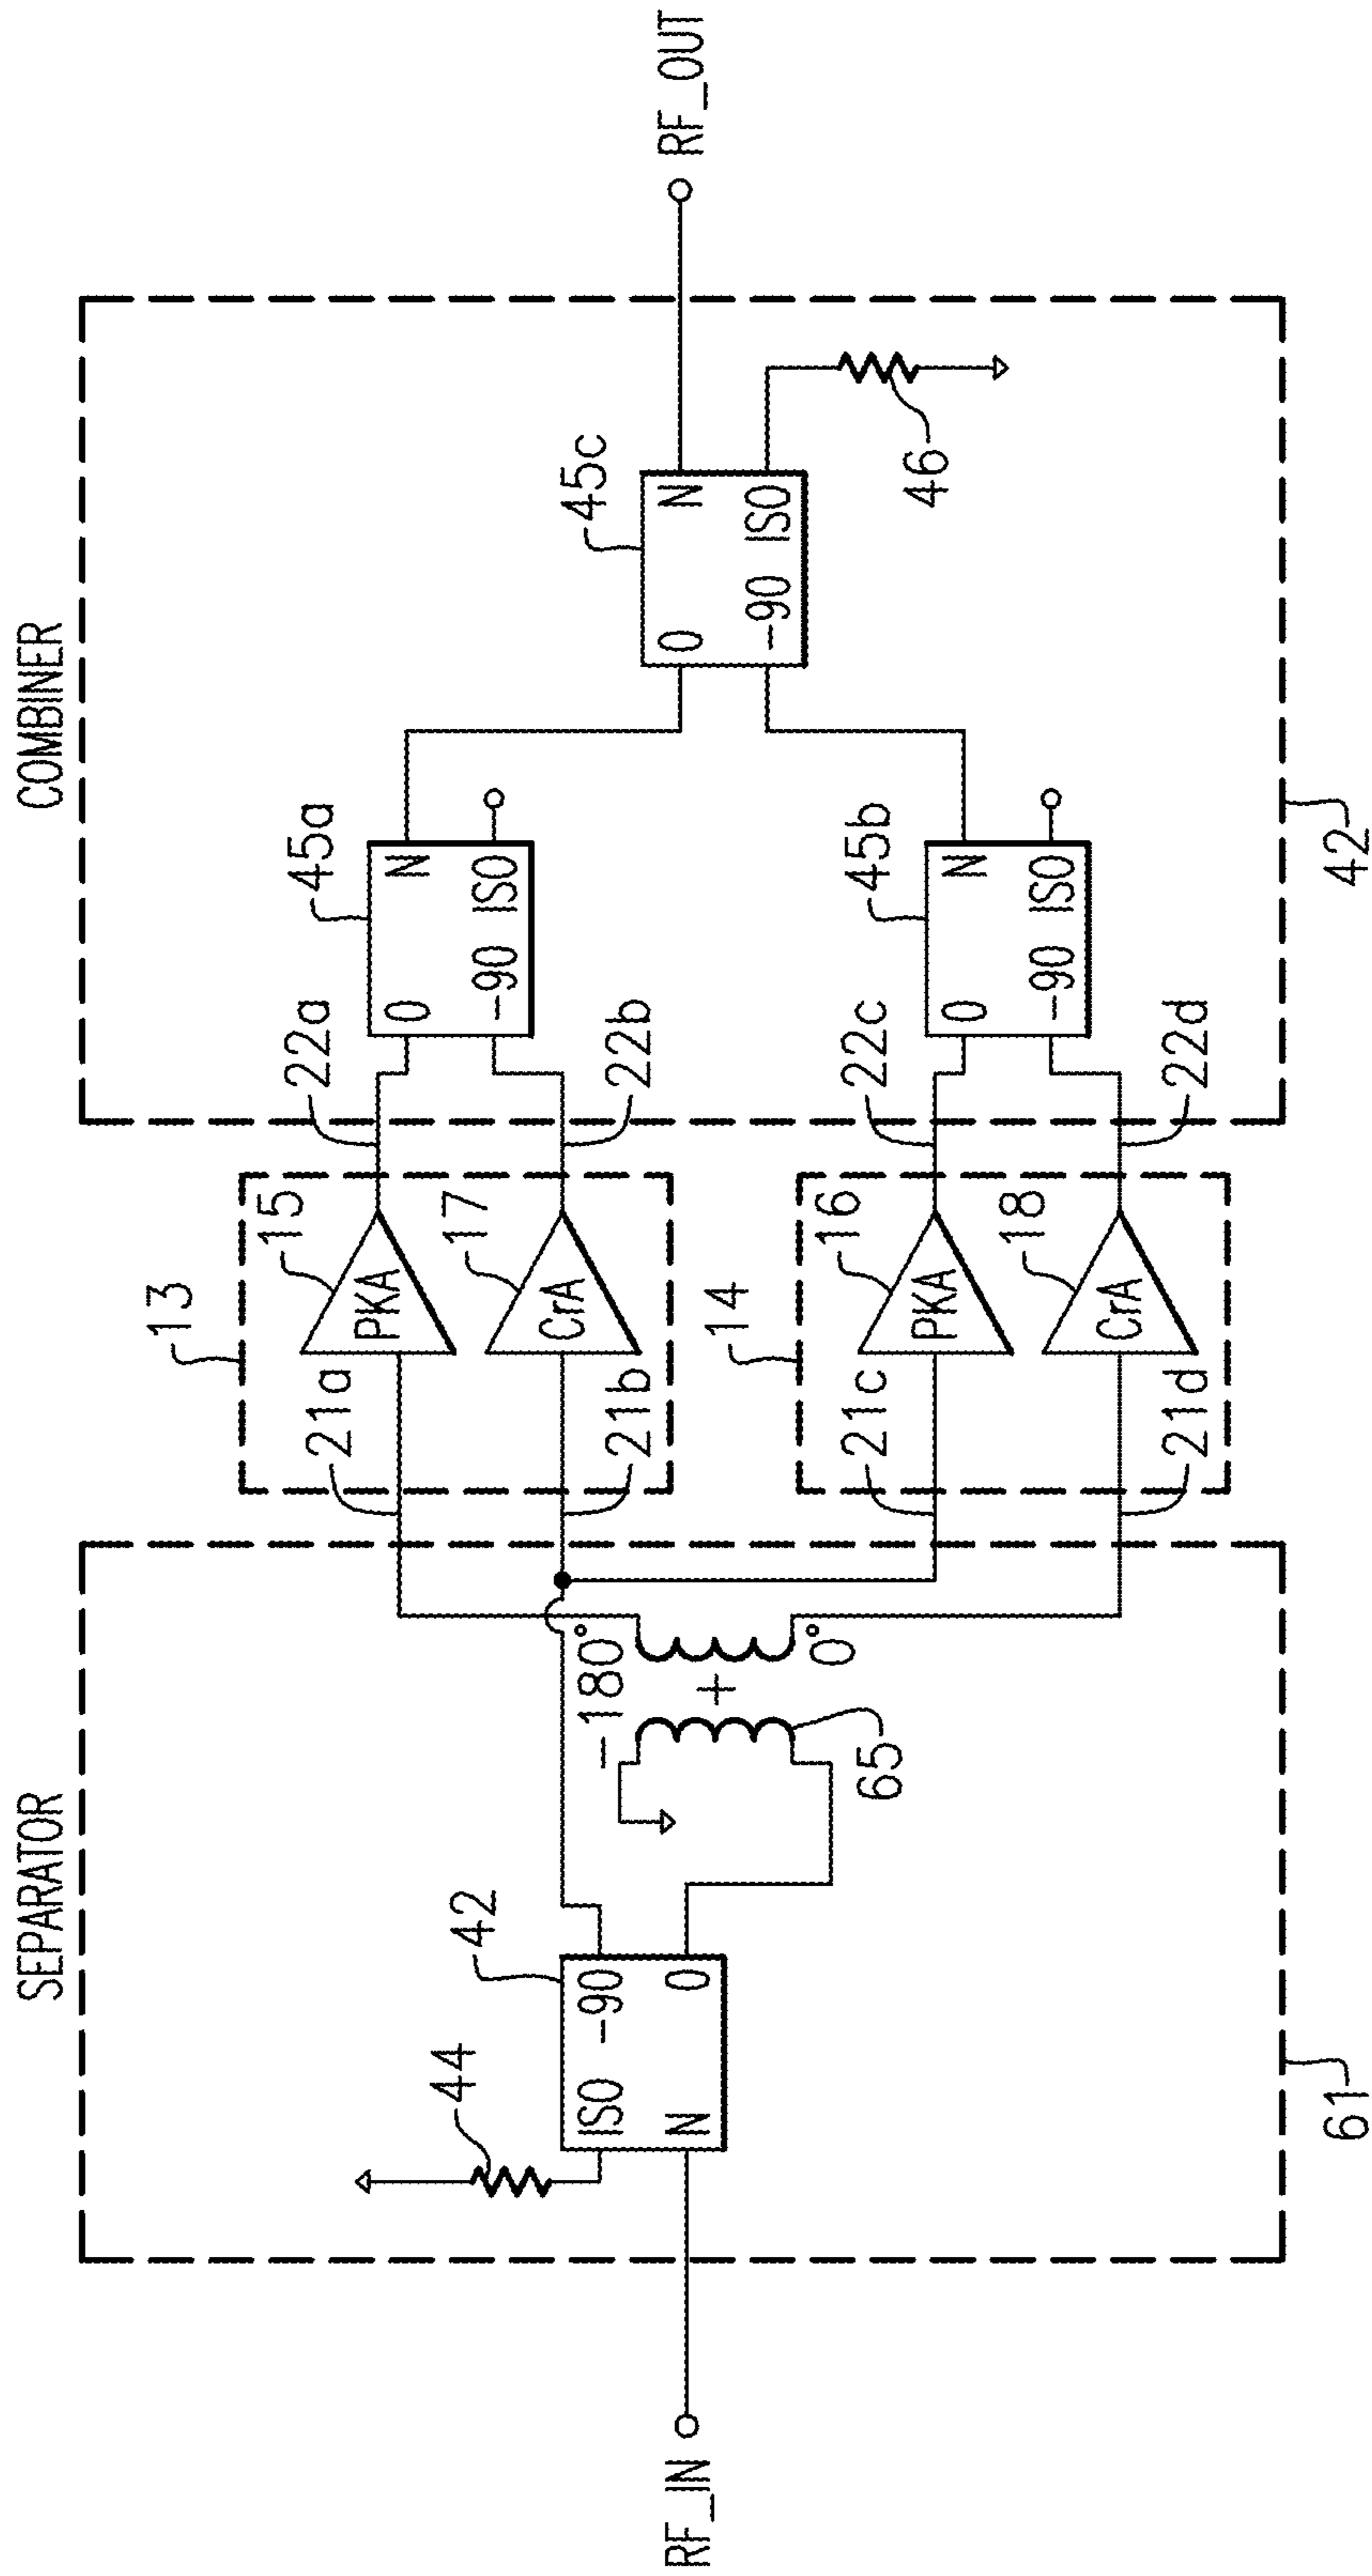 SEPARATOR
COMBINER
RF_IN
44
ISO -90
N 0
42
-180°
+
0°
65
61
13
21a
15
PKA
22a
21b
17
CrA
22b
14
21c
16
PKA
22c
21d
18
CrA
22d
45a
0 N
-90 ISO
45b
0 N
-90 ISO
45c
0 N
-90 ISO
46
42
RF_OUT